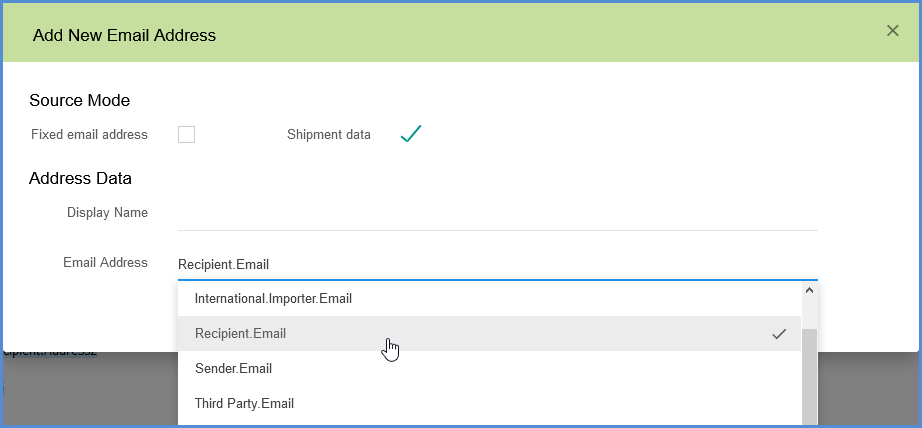 Add New Email Address
Source Mode
Fixed email address Shipment data
Address Data
Display Name
Email Address Recipient.Email
International.Importer.Email
Recipient.Email
cipient.Address2
Sender.Email
Third Party.Email